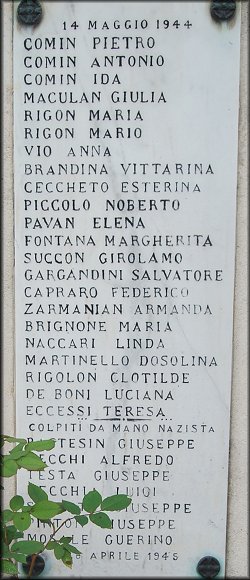 14 MAGGIO 1944
COMIN PIETRO
COMIN ANTONIO
COMIN IDA
MACULAN GIULIA
RIGON MARIA
RIGON MARIO
VIO ANNA
BRANDINA VITTARINA
CECCHETO ESTERINA
PICCOLO NOBERTO
PAVAN ELENA
FONTANA MARGHERITA
SUCCON GIROLAMO
GARGANDINI SALVATORE
CAPRARO FEDERICO
ZARMANIAN ARMANDA
BRIGNONE MARIA
NACCARI LINDA
MARTINELLO DOSOLINA
RIGOLON CLOTILDE
DE BONI LUCIANA
ECCESSI TERESA
COLPITI DA MANO NAZISTA
GIUSEPPE
ALFREDO
TESTA GIUSEPPE
LUIGI
GIUSEPPE
GIUSEPPE
GUERINO
APRILE 1945